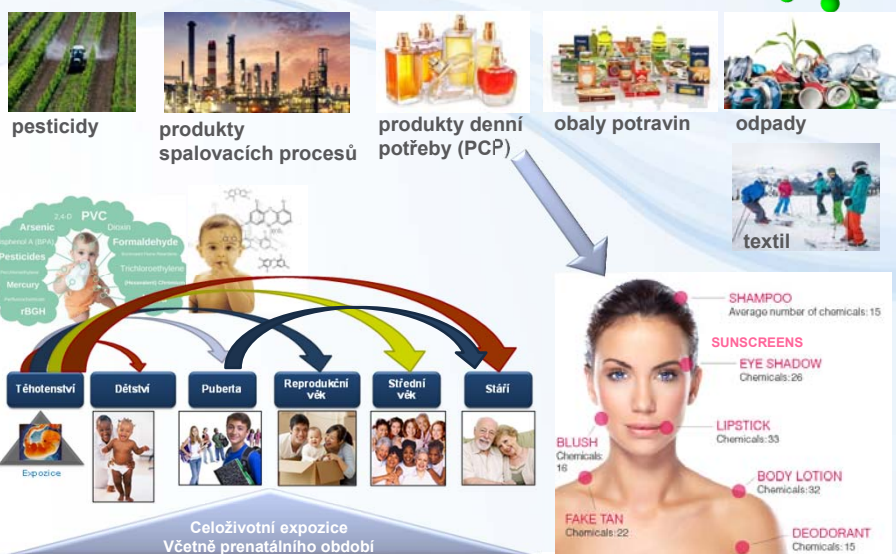 pesticidy
produkty
spalovacích procesů
produkty denní
potřeby (PCP)
obaly potravin
odpady
textil
2,4-D
PVC
Dioxin
Arsenic
Formaldehyde
Pesticides
Trichloroethylene
Mercury
rBGH
Těhotenství
Dětství
Puberta
Reprodukční
věk
Střední
věk
Stáří
Expozice
Celoživotní expozice
Včetně prenatálního období
SHAMPOO
Average number of chemicals: 15
SUNSCREENS
EYE SHADOW
Chemicals: 26
LIPSTICK
Chemicals: 33
BLUSH
Chemicals:
16
BODY LOTION
Chemicals: 32
FAKE TAN
Chemicals: 22
DEODORANT
Chemicals: 15